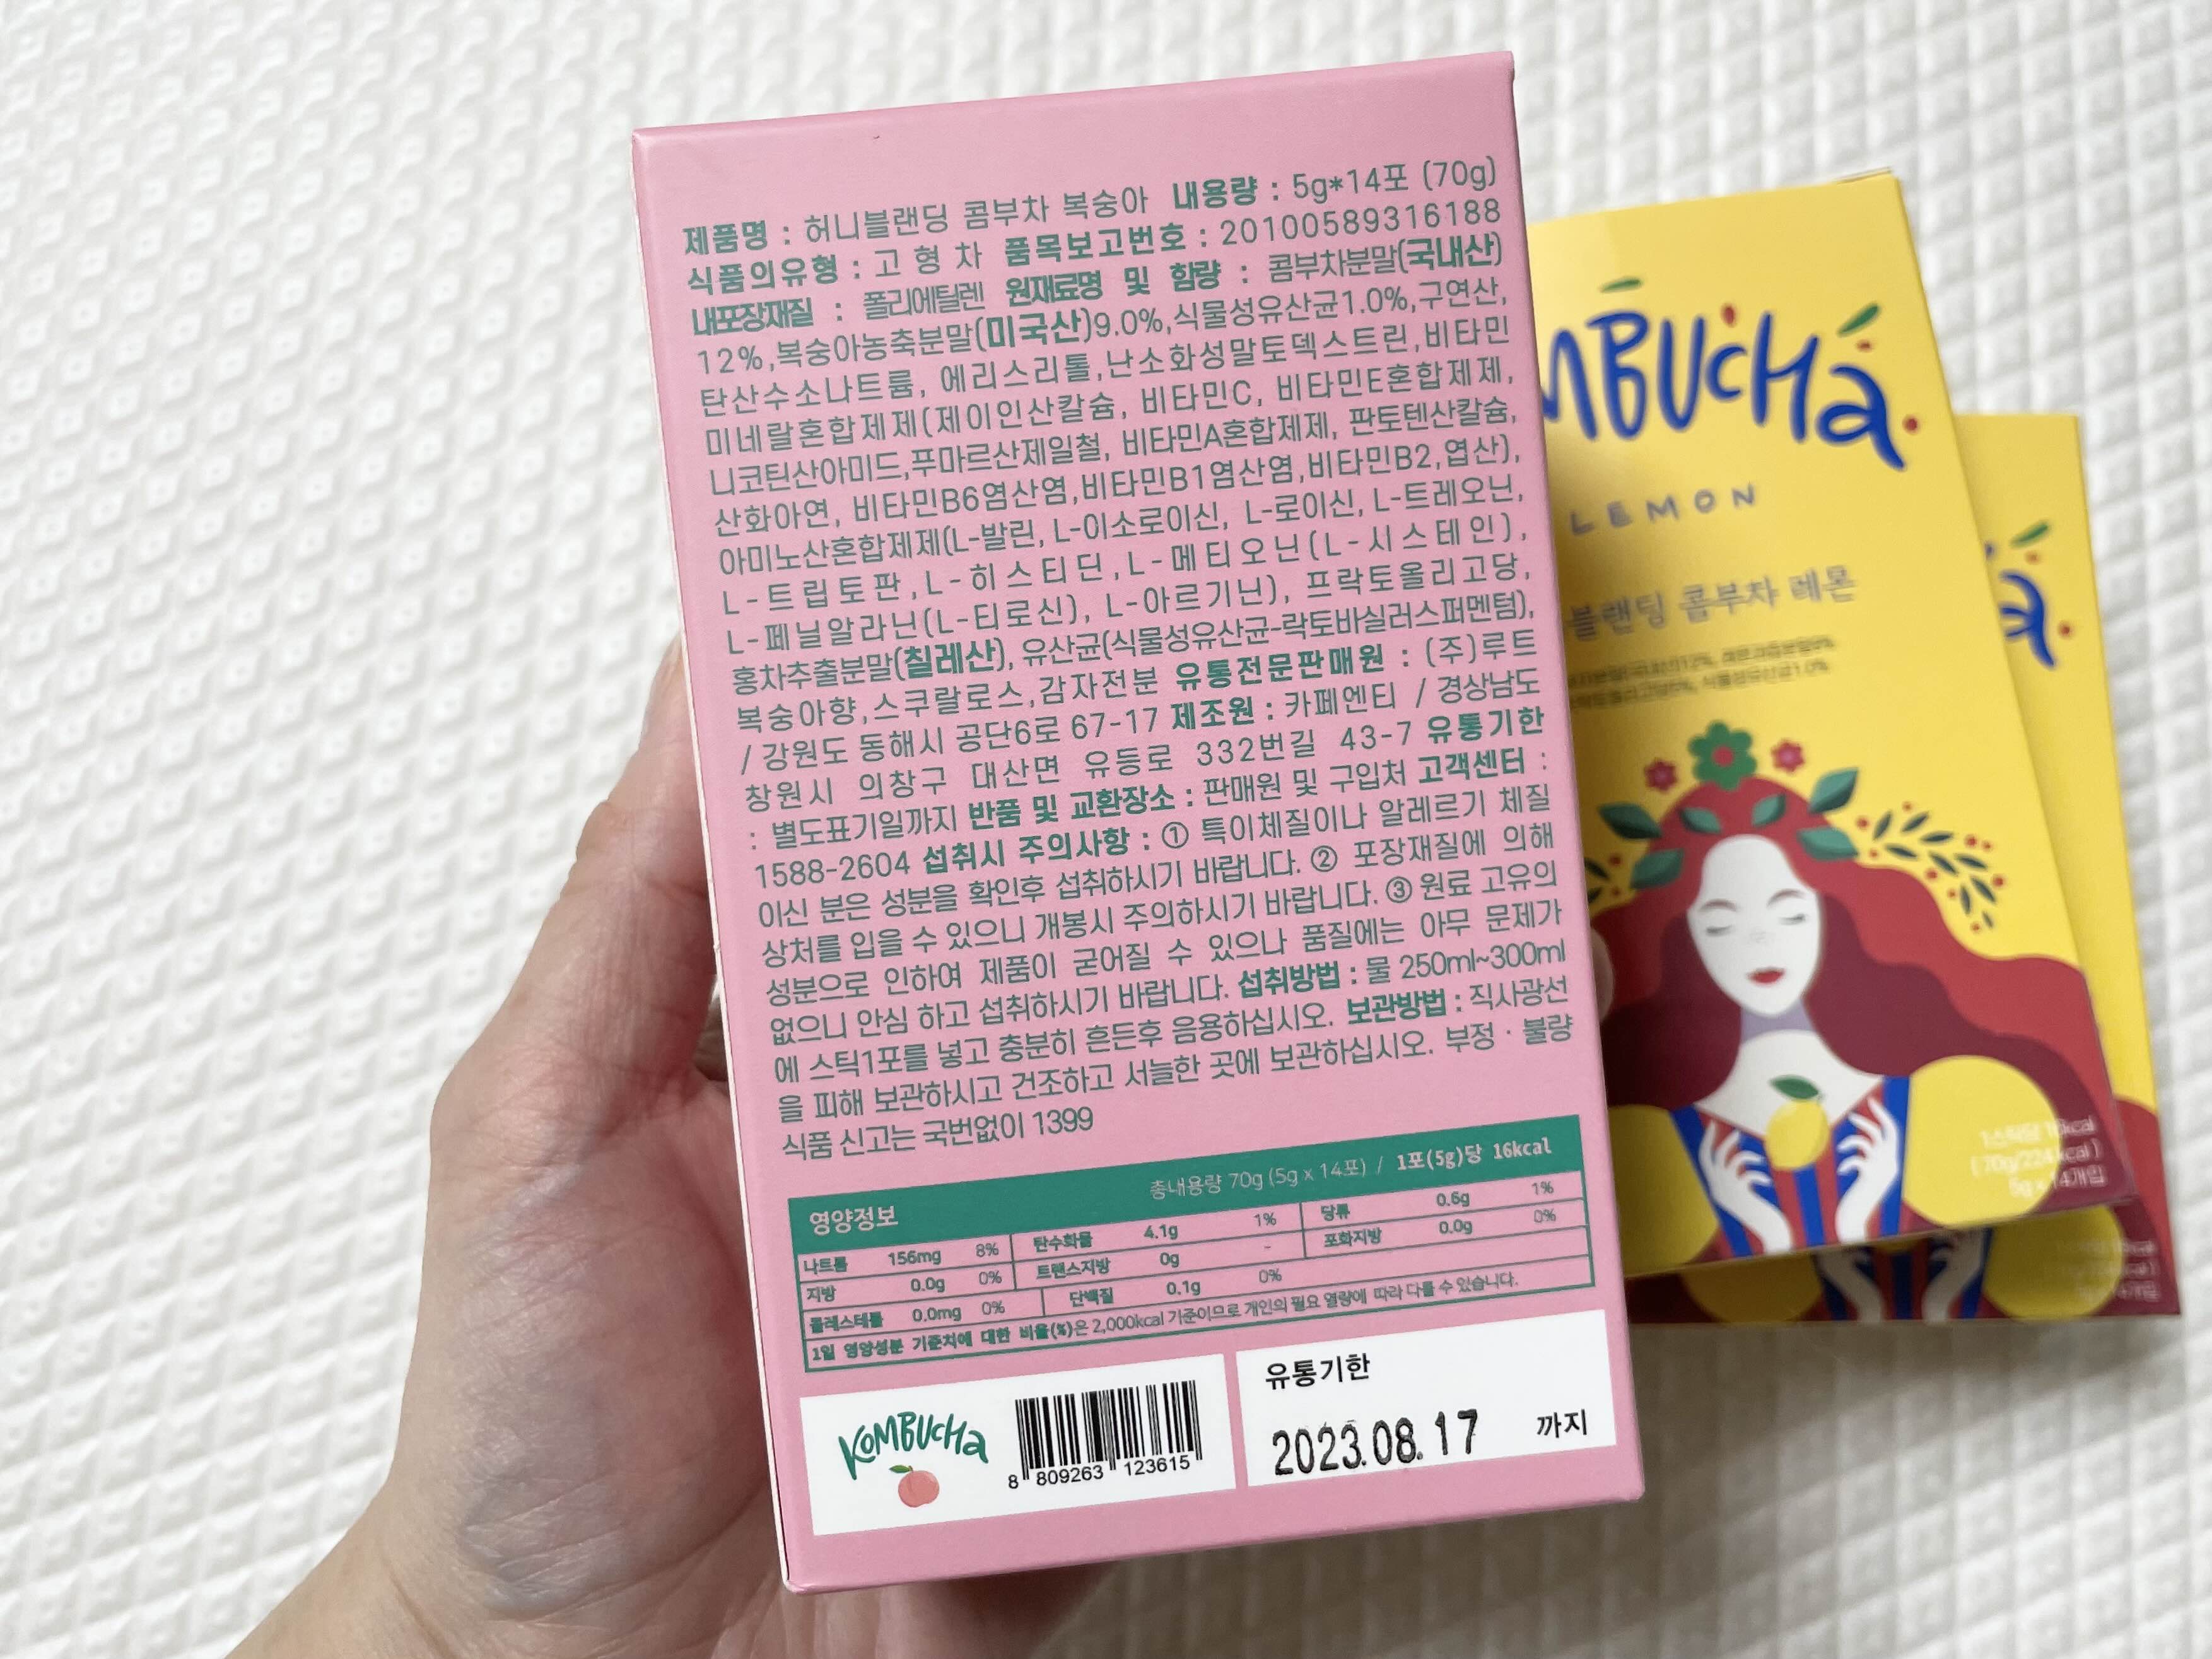 제품명 : 허니블랜딩 콤부차 복숭아 내용량 : 5g*14포 (70g)
식품의유형 : 고 형 차 품목보고번호 : 20100589316188
내포장재질 : 폴리에틸렌 원재료명 및 함량 : 콤부차분말(국내산)
12%,복숭아농축분말(미국산)9.0%,식물성유산균1.0%,구연산,
탄산수소나트륨, 에리스리톨,난소화성말토덱스트린,비타민
미네랄혼합제제(제이인산칼슘, 비타민C, 비타민E혼합제제,
니코틴산아미드,푸마르산제일철, 비타민A혼합제제, 판토텐산칼슘,
산화아연, 비타민B6염산염,비타민B1염산염,비타민B2,엽산),
아미노산혼합제제(L-발린, L-이소로이신, L-로이신, L-트레오닌,
L-트립토판,L-히스티딘,L-메티오닌(L-시스테인),
L-페닐알라닌(L-티로신), L-아르기닌), 프락토올리고당,
홍차추출분말(칠레산), 유산균(식물성유산균-락토바실러스퍼멘텀),
복숭아향,스쿠랄로스,감자전분 유통전문판매원 : (주)루트
/ 강원도 동해시 공단6로 67-17 제조원 : 카페엔티 / 경상남도
창원시 의창구 대산면 유등로 332번길 43-7 유통기한
: 별도표기일까지 반품 및 교환장소 : 판매원 및 구입처 고객센터 :
1588-2604 섭취시 주의사항 : ① 특이체질이나 알레르기 체질
이신 분은 성분을 확인후 섭취하시기 바랍니다. ② 포장재질에 의해
상처를 입을 수 있으니 개봉시 주의하시기 바랍니다. ③ 원료 고유의
성분으로 인하여 제품이 굳어질 수 있으나 품질에는 아무 문제가
없으니 안심 하고 섭취하시기 바랍니다. 섭취방법 : 물 250ml~300ml
에 스틱1포를 넣고 충분히 흔든후 음용하십시오. 보관방법 : 직사광선
을 피해 보관하시고 건조하고 서늘한 곳에 보관하십시오. 부정 · 불량
식품 신고는 국번없이 1399
영양정보 총내용량 70g (5g x 14포) / 1포(5g)당 16kcal
나트륨 156mg 8% 탄수화물 4.1g 1% 당류 0.6g 1%
지방 0.0g 0% 트랜스지방 0g - 포화지방 0.0g 0%
콜레스테롤 0.0mg 0% 단백질 0.1g 0%
1일 영양성분 기준치에 대한 비율(%)은 2,000kcal 기준이므로 개인의 필요 열량에 따라 다를 수 있습니다.
KOMBUCHa
8 809263 123615
유통기한
2023.08.17 까지
MBUCHa
LEMON
블랜딩 콤부차 레몬
1스틱당 16kcal
(70g/224kcal)
5g x 14개입
a